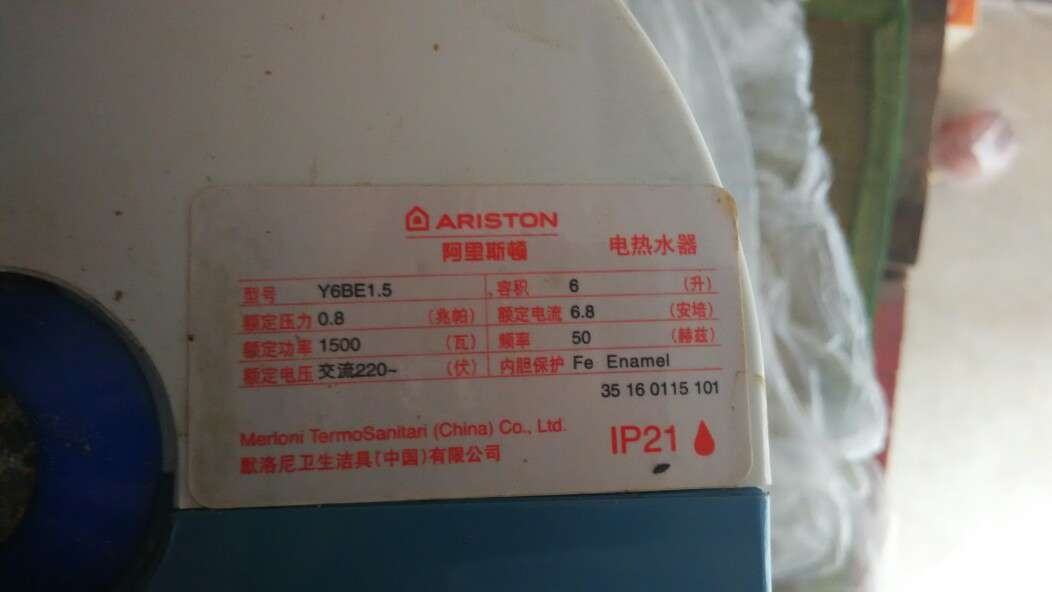 ARISTON
阿里斯顿
电热水器
型号 Y6BE1.5 容积 6 (升)
额定压力 0.8 (兆帕) 额定电流 6.8 (安培)
额定功率 1500 (瓦) 频率 50 (赫兹)
额定电压 交流220~ (伏) 内胆保护 Fe Enamel
35 16 0115 101
Merloni TermoSanitari (China) Co., Ltd.
默洛尼卫生洁具(中国)有限公司
IP21